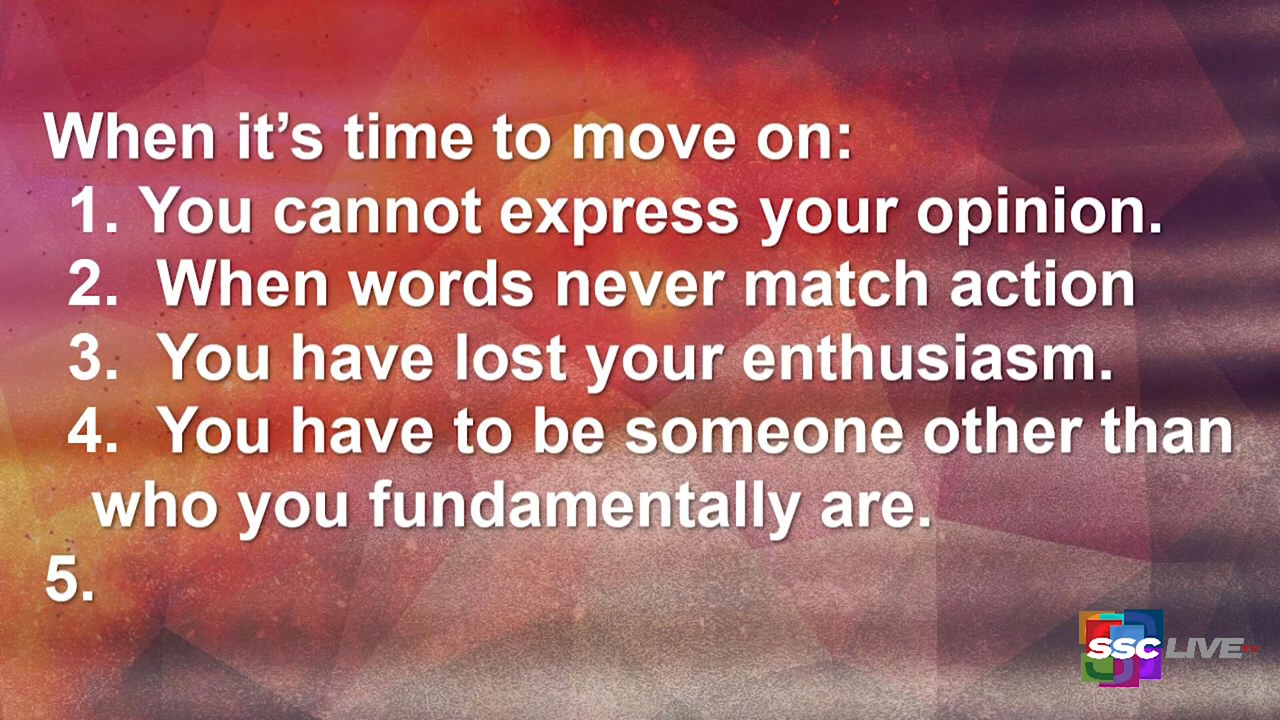 When it’s time to move on:
1. You cannot express your opinion.
2. When words never match action
3. You have lost your enthusiasm.
4. You have to be someone other than
who you fundamentally are.
5.
SSC LIVE